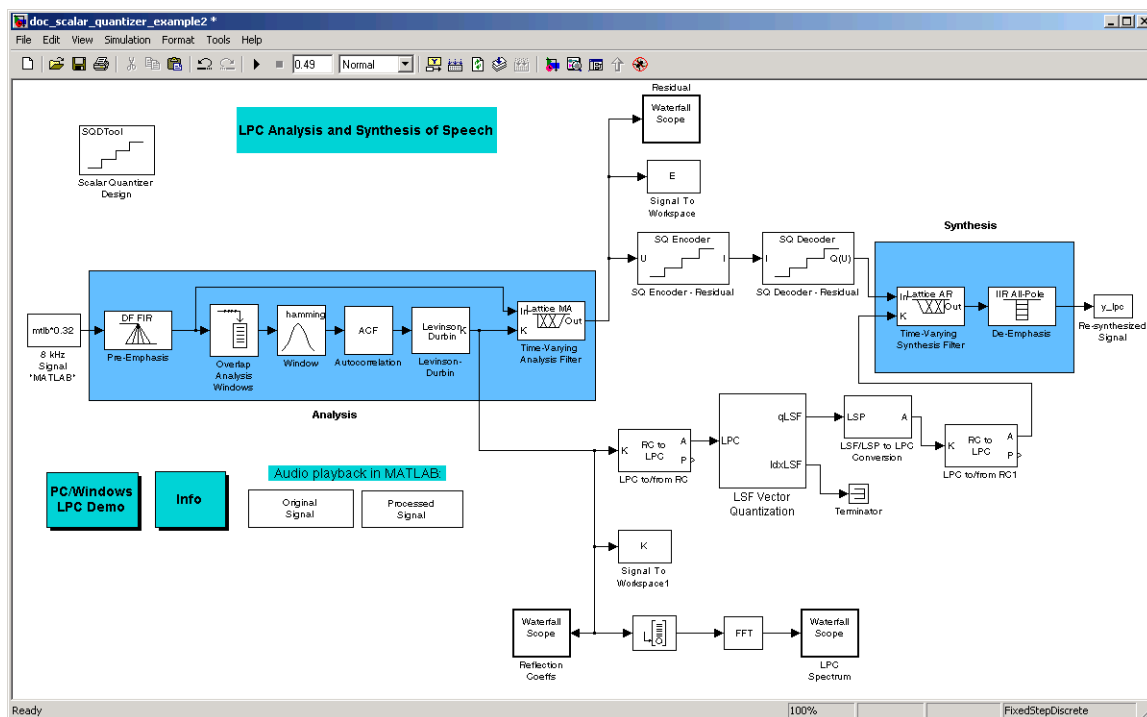 doc_scalar_quantizer_example2 *
File Edit View Simulation Format Tools Help
0.49 Normal
Residual
Waterfall
Scope
SQDTool
Scalar Quantizer
Design
LPC Analysis and Synthesis of Speech
E
Signal To
Workspace
SQ Encoder
U I
SQ Encoder - Residual
SQ Decoder
I Q(U)
SQ Decoder - Residual
Synthesis
Lattice AR
In Out
K
Time-Varying
Synthesis Filter
IIR All-Pole
De-Emphasis
y_lpc
Re-synthesized
Signal
mtlb*0.32
8 kHz
Signal
"MATLAB"
DF FIR
Pre-Emphasis
Overlap
Analysis
Windows
hamming
Window
ACF
Autocorrelation
Levinson
Durbin
K
Levinson-
Durbin
Lattice MA
In Out
K
Time-Varying
Analysis Filter
Analysis
K RC to
LPC
A
P
LPC to/from RC
LPC
qLSF
IdxLSF
LSF Vector
Quantization
Terminator
LSP A
LSF/LSP to LPC
Conversion
K RC to
LPC
A
P
LPC to/from RC1
PC/Windows
LPC Demo
Info
Audio playback in MATLAB:
Original
Signal
Processed
Signal
K
Signal To
Workspace1
Waterfall
Scope
Reflection
Coeffs
FFT
Waterfall
Scope
LPC
Spectrum
Ready 100% FixedStepDiscrete